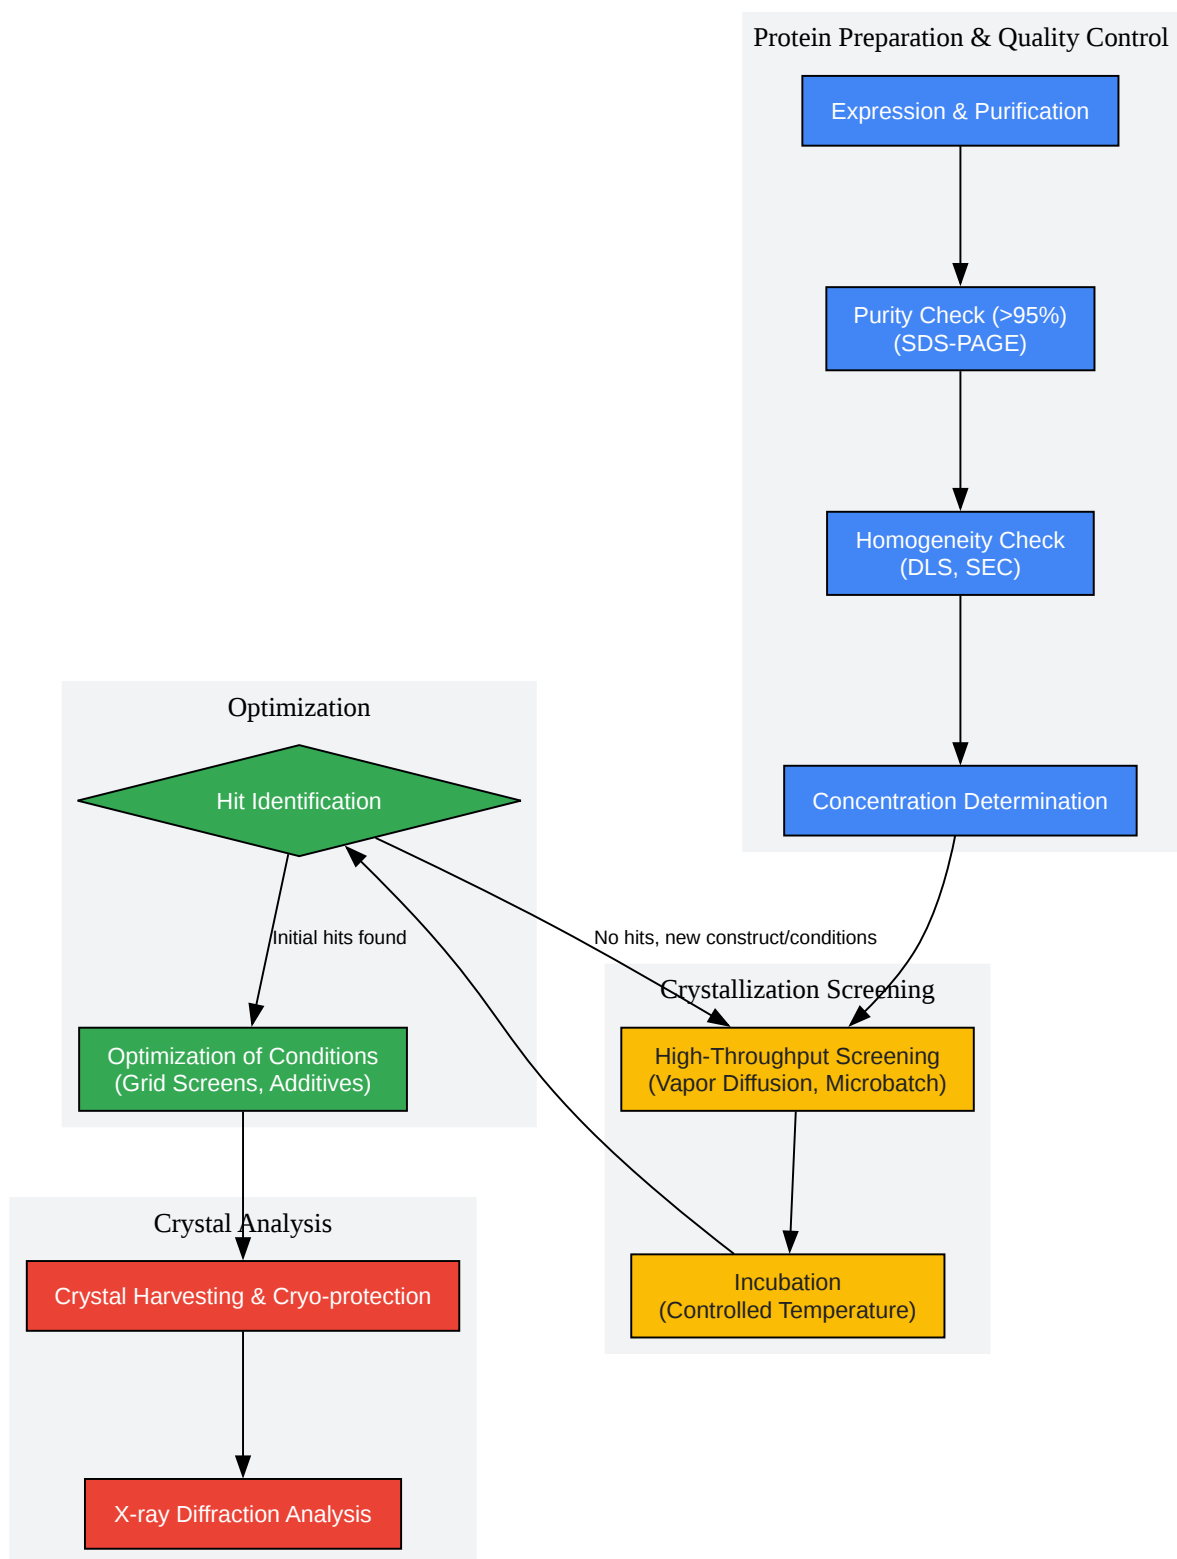 Protein Preparation & Quality Control
Expression & Purification
Purity Check (>95%)
(SDS-PAGE)
Homogeneity Check
(DLS, SEC)
Concentration Determination
Optimization
Hit Identification
Initial hits found
No hits, new construct/conditions
Optimization of Conditions
(Grid Screens, Additives)
Crystallization Screening
High-Throughput Screening
(Vapor Diffusion, Microbatch)
Incubation
(Controlled Temperature)
Crystal Analysis
Crystal Harvesting & Cryo-protection
X-ray Diffraction Analysis